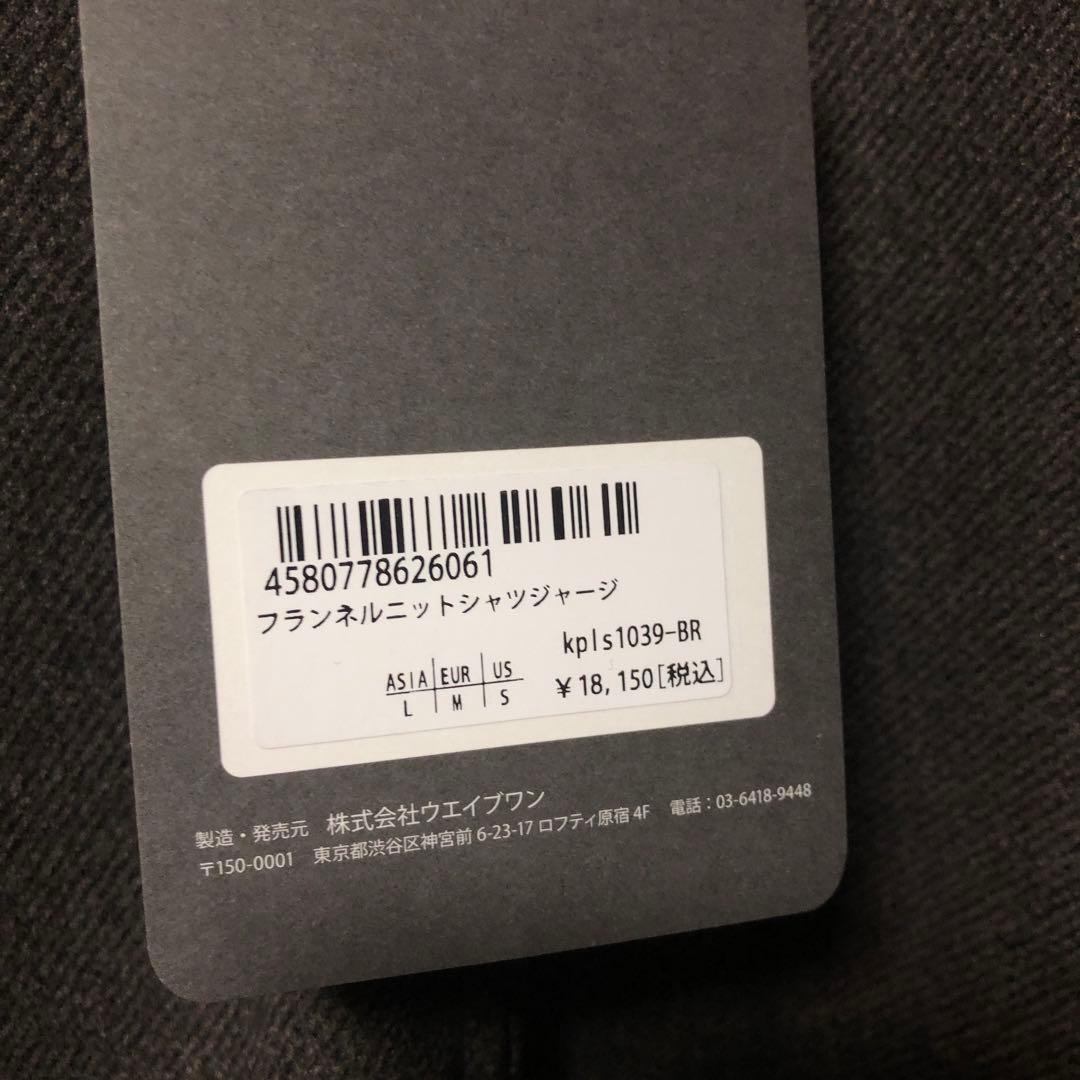 4580778626061
フランネルニットシャツジャージ
kpls1039-BR
ASIA EUR US
L M S
¥18,150[税込]
製造・発売元 株式会社ウエイブワン
〒150-0001 東京都渋谷区神宮前 6-23-17 ロフティ原宿 4F 電話：03-6418-9448